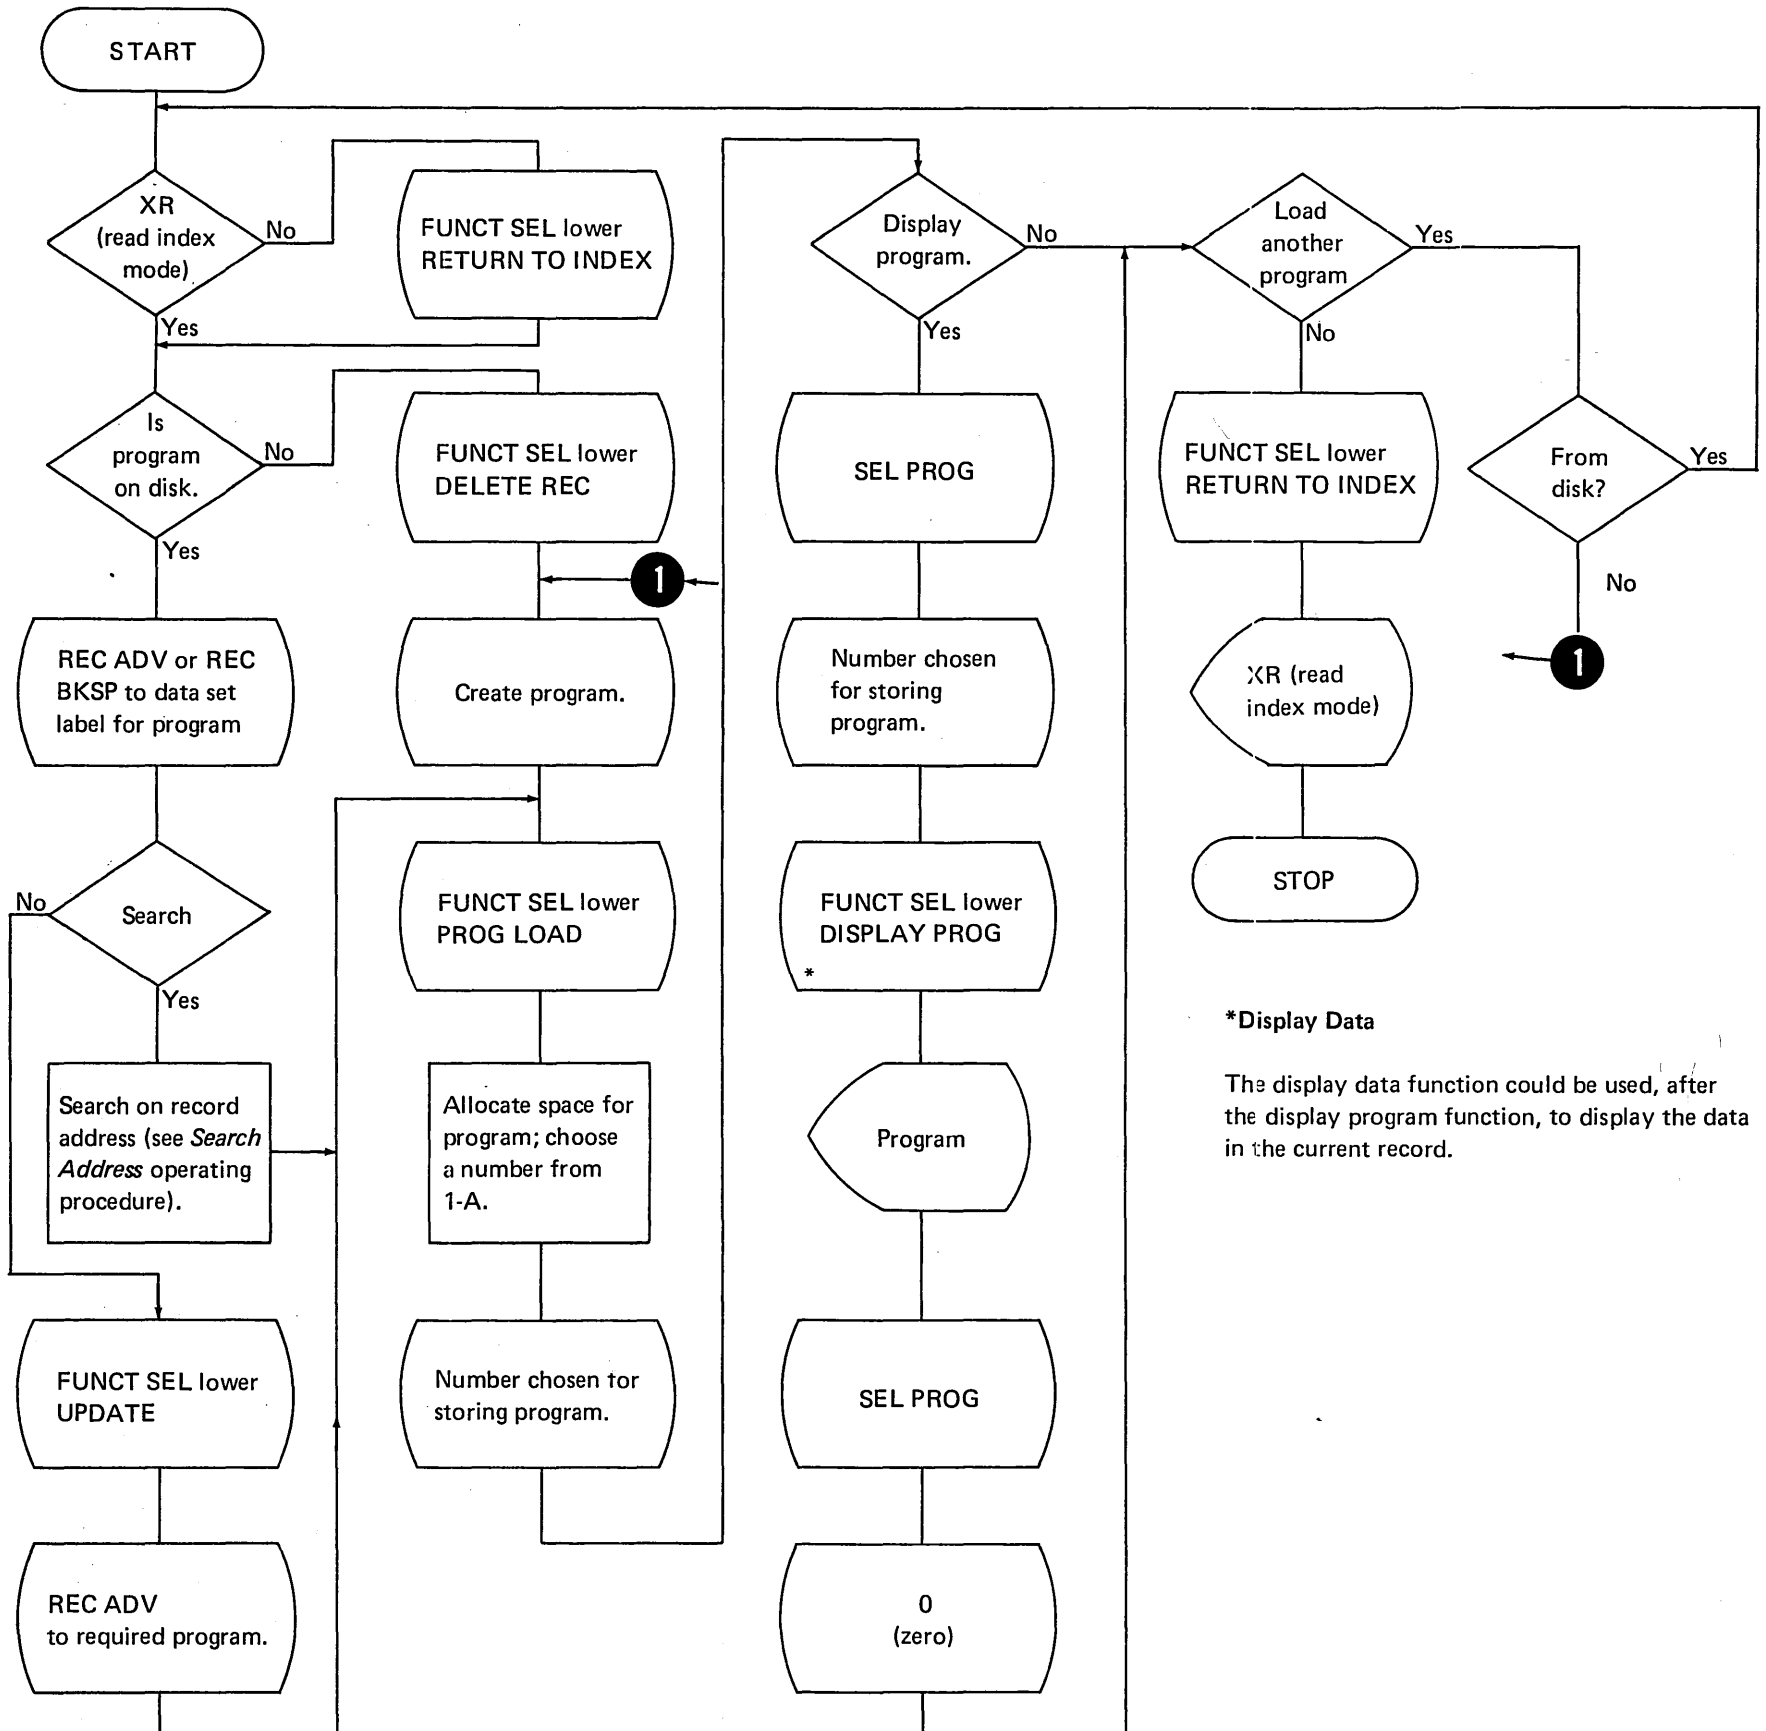 START
XR
(read index
mode)
No
Yes
FUNCT SEL lower
RETURN TO INDEX
Is
program
on disk.
No
Yes
FUNCT SEL lower
DELETE REC
1
REC ADV or REC
BKSP to data set
label for program
Create program.
Search
No
Yes
FUNCT SEL lower
PROG LOAD
Search on record
address (see Search
Address operating
procedure).
Allocate space for
program; choose
a number from
1-A.
FUNCT SEL lower
UPDATE
Number chosen for
storing program.
REC ADV
to required program.
Display
program.
No
Yes
SEL PROG
Number chosen
for storing
program.
FUNCT SEL lower
DISPLAY PROG
*
Program
SEL PROG
0
(zero)
Load
another
program
Yes
No
FUNCT SEL lower
RETURN TO INDEX
From
disk?
Yes
No
1
XR (read
index mode)
STOP
*Display Data
The display data function could be used, after
the display program function, to display the data
in the current record.